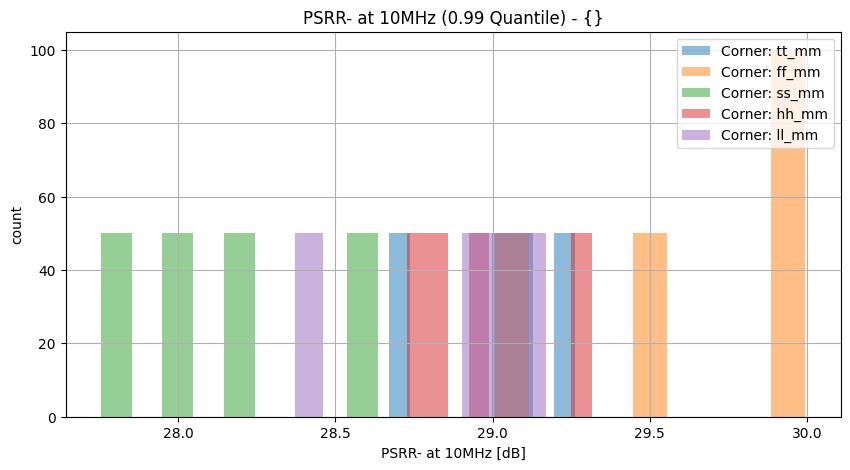 PSRR- at 10MHz (0.99 Quantile) - {}
100
80
60
40
20
0
count
Corner: tt_mm
Corner: ff_mm
Corner: ss_mm
Corner: hh_mm
Corner: ll_mm
28.0 28.5 29.0 29.5 30.0
PSRR- at 10MHz [dB]